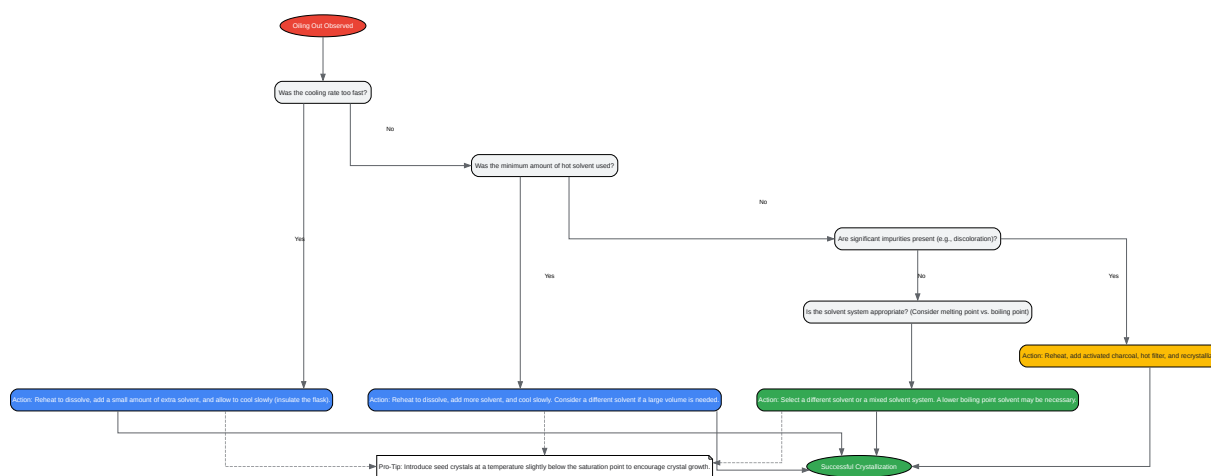 Oiling Out Observed
Was the cooling rate too fast?
No
Was the minimum amount of hot solvent used?
No
Yes
Are significant impurities present (e.g., discoloration)?
Yes
No
Yes
Is the solvent system appropriate? (Consider melting point vs. boiling point)
Action: Reheat, add activated charcoal, hot filter, and
Action: Reheat to dissolve, add a small amount of extra solvent, and allow to cool slowly (insulate the flask).
Action: Reheat to dissolve, add more solvent, and cool slowly. Consider a different solvent if a large volume is needed.
Action: Select a different solvent or a mixed solvent system. A lower boiling point solvent may be necessary.
Pro-Tip: Introduce seed crystals at a temperature slightly below the saturation point to encourage crystal growth.
Successful Crystallization